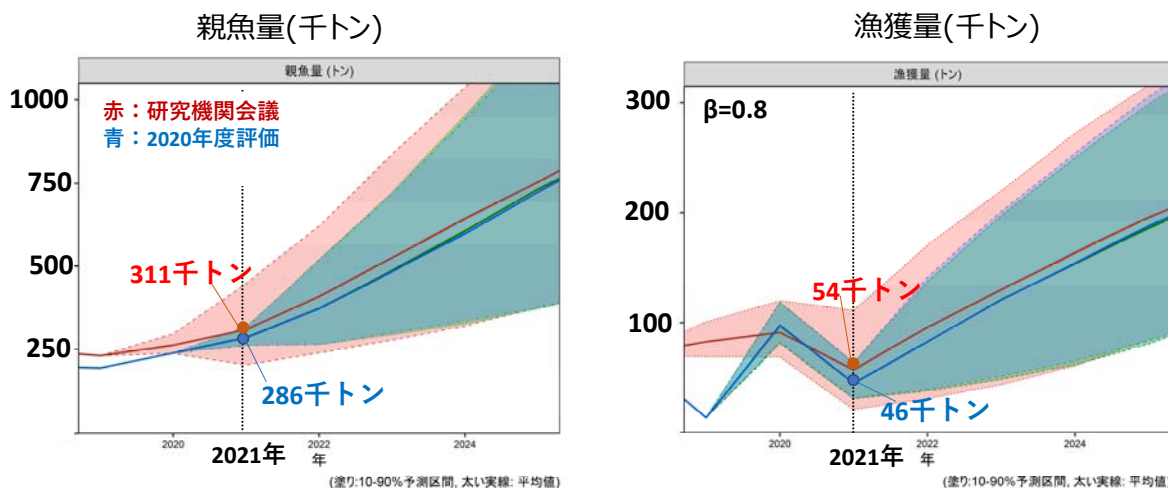 親魚量(千トン)
親魚量 (トン)
1000
750
500
250
赤：研究機関会議
青：2020年度評価
311千トン
286千トン
2020
2022
2024
2021年
年
(塗り:10-90%予測区間, 太い実線: 平均値)
漁獲量(千トン)
漁獲量 (トン)
300
200
100
β=0.8
54千トン
46千トン
2020
2022
2024
2021年
年
(塗り:10-90%予測区間, 太い実線: 平均値)